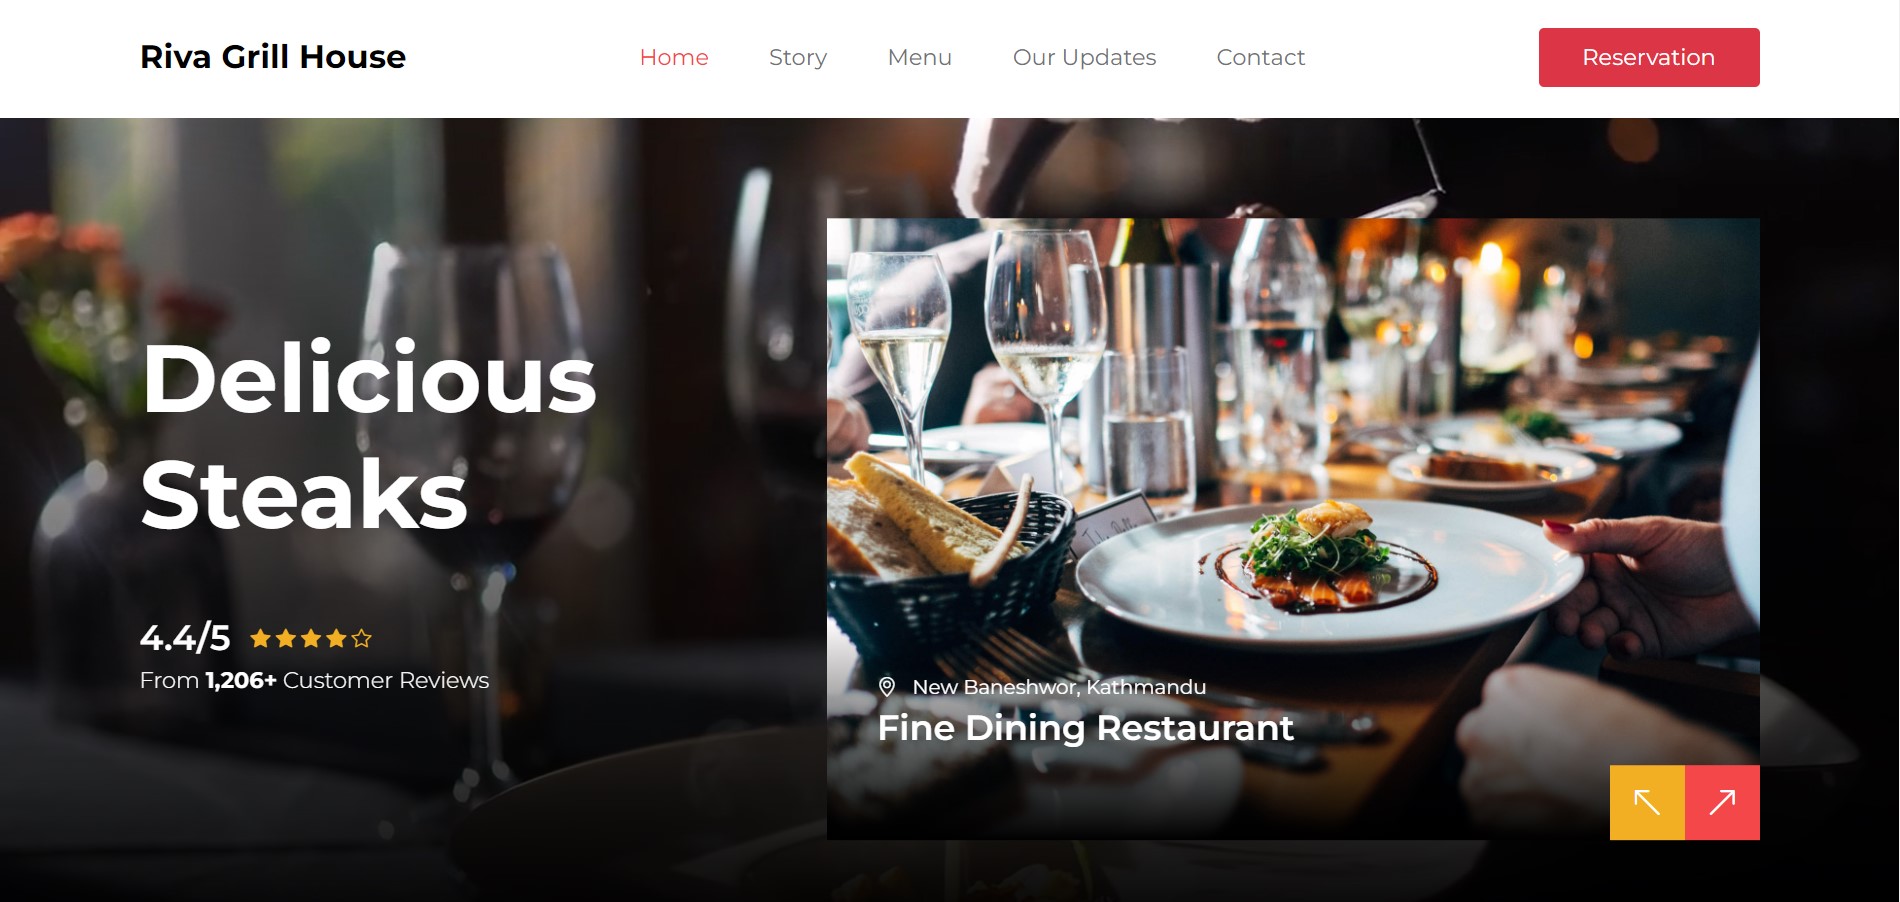 Riva Grill House
Home
Story
Menu
Our Updates
Contact
Reservation
Delicious
Steaks
4.4/5
From 1,206+ Customer Reviews
New Baneshwor, Kathmandu
Fine Dining Restaurant